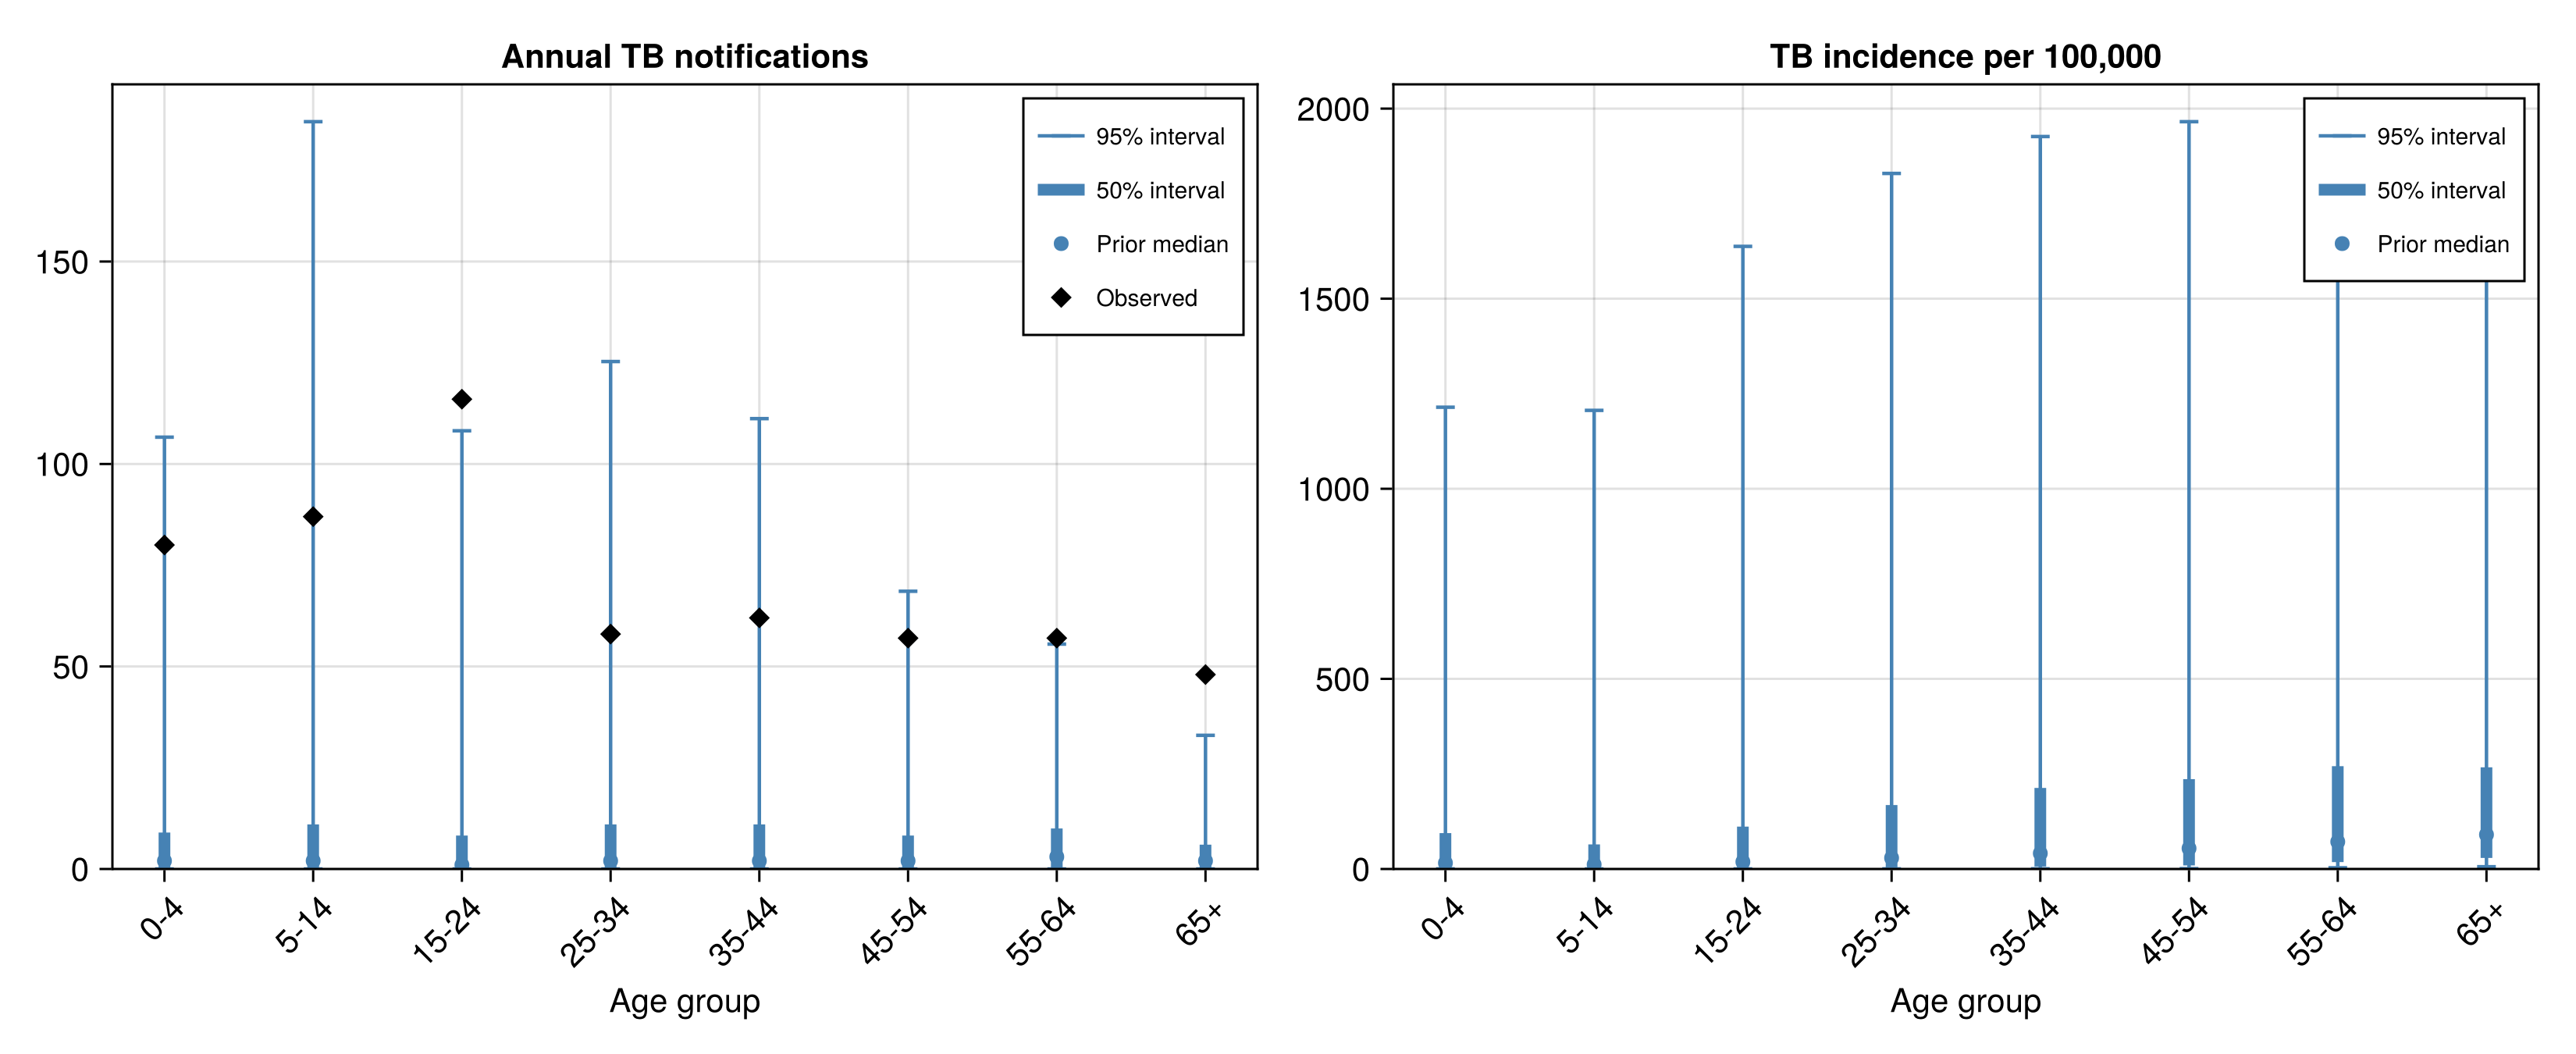 Annual TB notifications
95% interval
50% interval
Prior median
Observed
150
100
50
0
0-4
5-14
15-24
25-34
35-44
45-54
55-64
65+
Age group
TB incidence per 100,000
95% interval
50% interval
Prior median
2000
1500
1000
500
0
0-4
5-14
15-24
25-34
35-44
45-54
55-64
65+
Age group